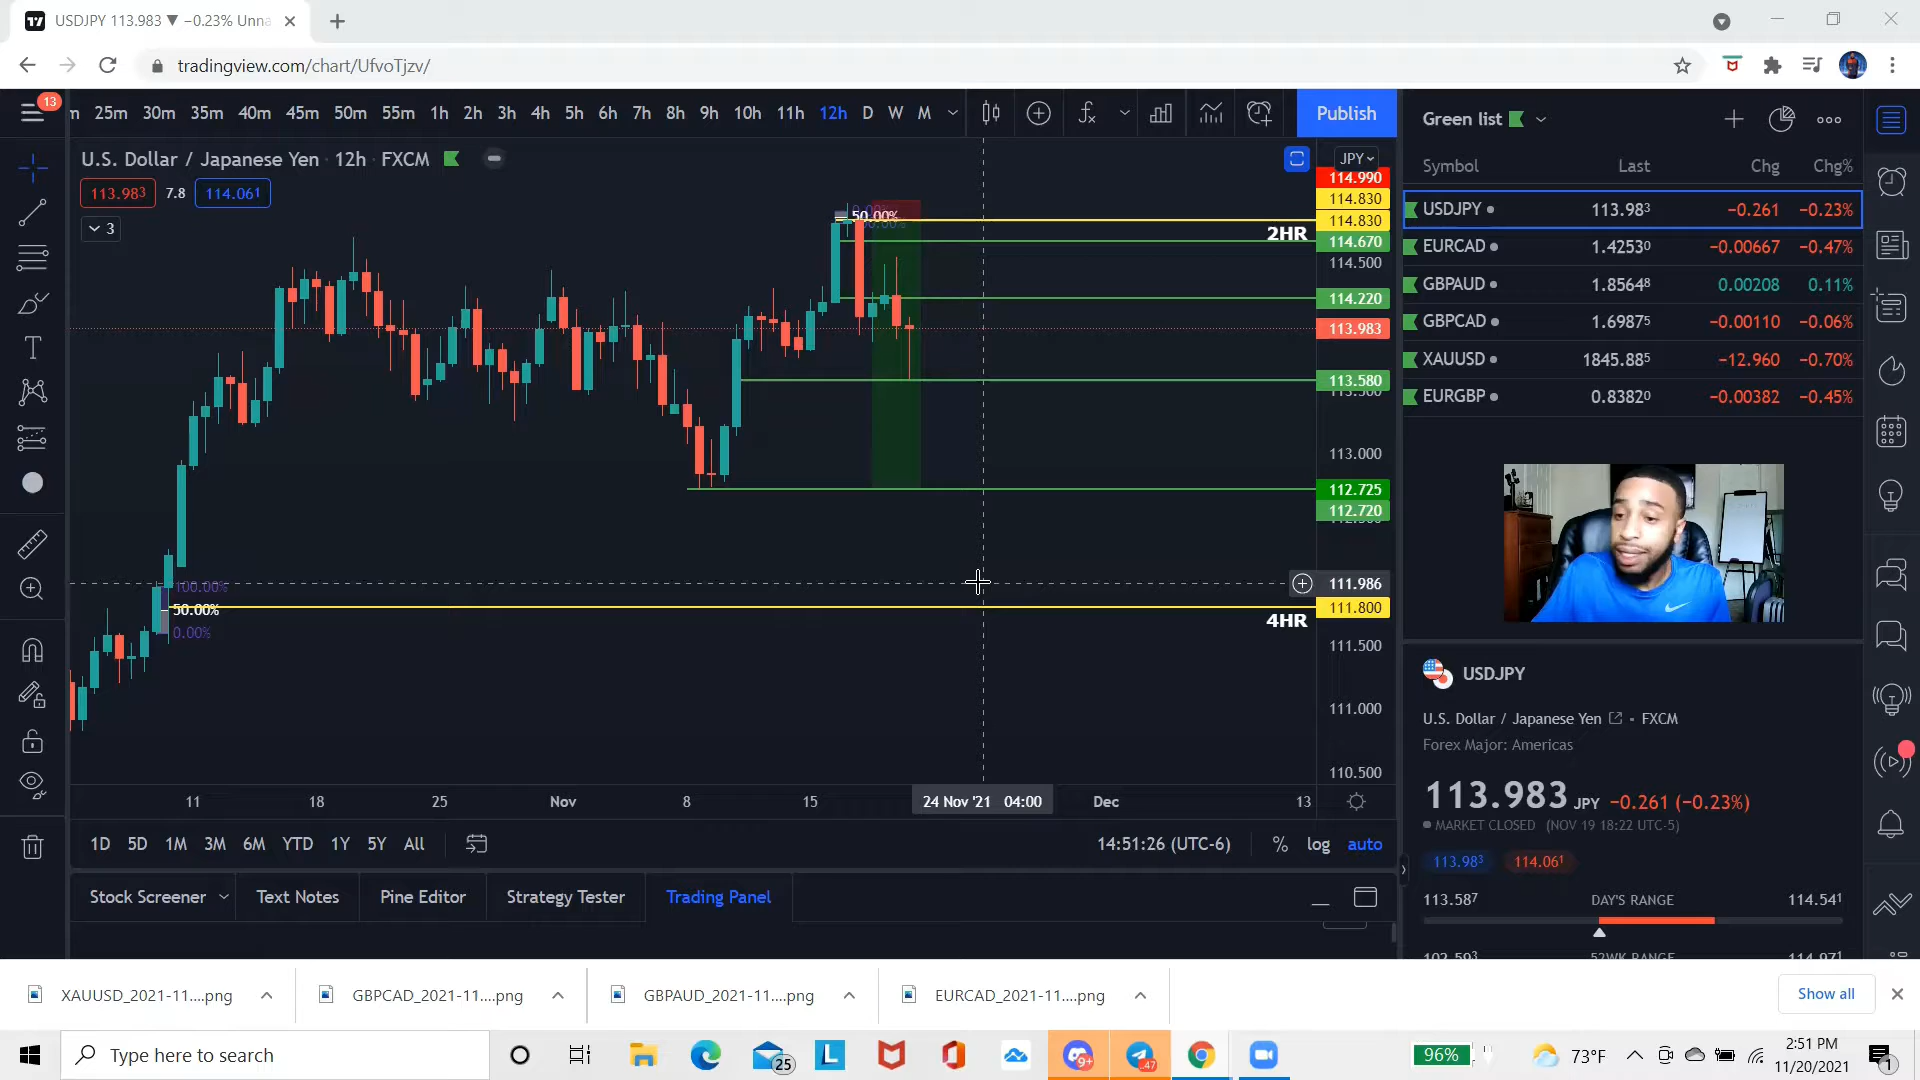 USDJPY 113.983 ▼ −0.23% Unna
tradingview.com/chart/UfvoTjzv/
13
m 25m 30m 35m 40m 45m 50m 55m 1h 2h 3h 4h 5h 6h 7h 8h 9h 10h 11h 12h D W M
Publish
U.S. Dollar / Japanese Yen · 12h · FXCM
113.983 7.8 114.061
3
JPY
114.990
114.830
114.830
114.670
114.500
114.220
113.983
113.580
113.000
112.725
112.720
111.986
111.800
111.500
111.000
110.500
50.00%
2HR
100.00%
50.00%
0.00%
4HR
11 18 25 Nov 8 15 24 Nov '21 04:00 Dec 13
1D 5D 1M 3M 6M YTD 1Y 5Y All
14:51:26 (UTC-6) % log auto
Stock Screener Text Notes Pine Editor Strategy Tester Trading Panel
Green list
Symbol Last Chg Chg%
USDJPY 113.983 −0.261 −0.23%
EURCAD 1.42530 −0.00667 −0.47%
GBPAUD 1.85648 0.00208 0.11%
GBPCAD 1.69875 −0.00110 −0.06%
XAUUSD 1845.885 −12.960 −0.70%
EURGBP 0.83820 −0.00382 −0.45%
USDJPY
U.S. Dollar / Japanese Yen • FXCM
Forex Major: Americas
113.983 JPY −0.261 (−0.23%)
MARKET CLOSED (NOV 19 18:22 UTC-5)
113.983 114.061
113.587 DAY'S RANGE 114.541
102.593 52WK RANGE 114.971
XAUUSD_2021-11....png GBPCAD_2021-11....png GBPAUD_2021-11....png EURCAD_2021-11....png
Show all
Type here to search
25
L
9+
47
96%
73°F
2:51 PM
11/20/2021
1